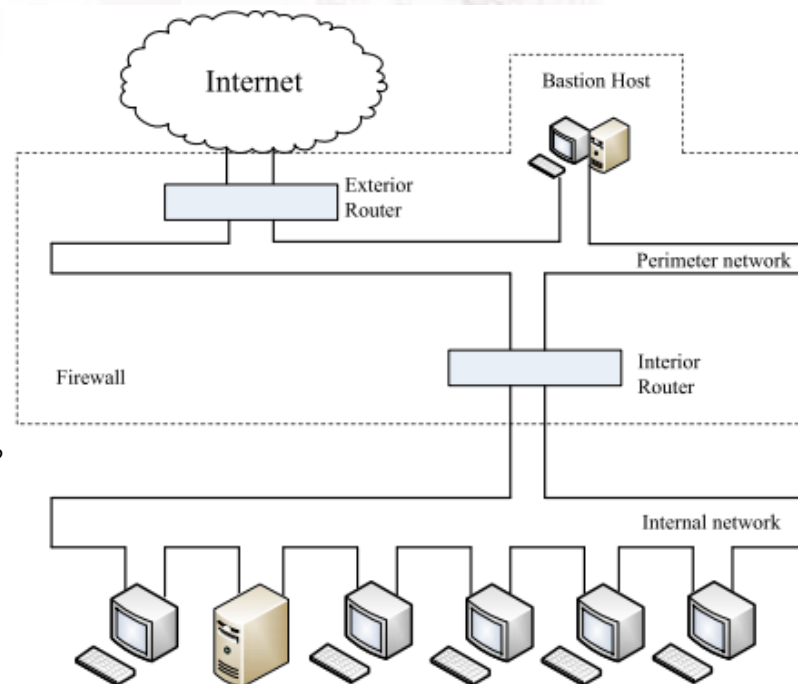 Internet
Bastion Host
Exterior
Router
Perimeter network
Interior
Router
Firewall
Internal network